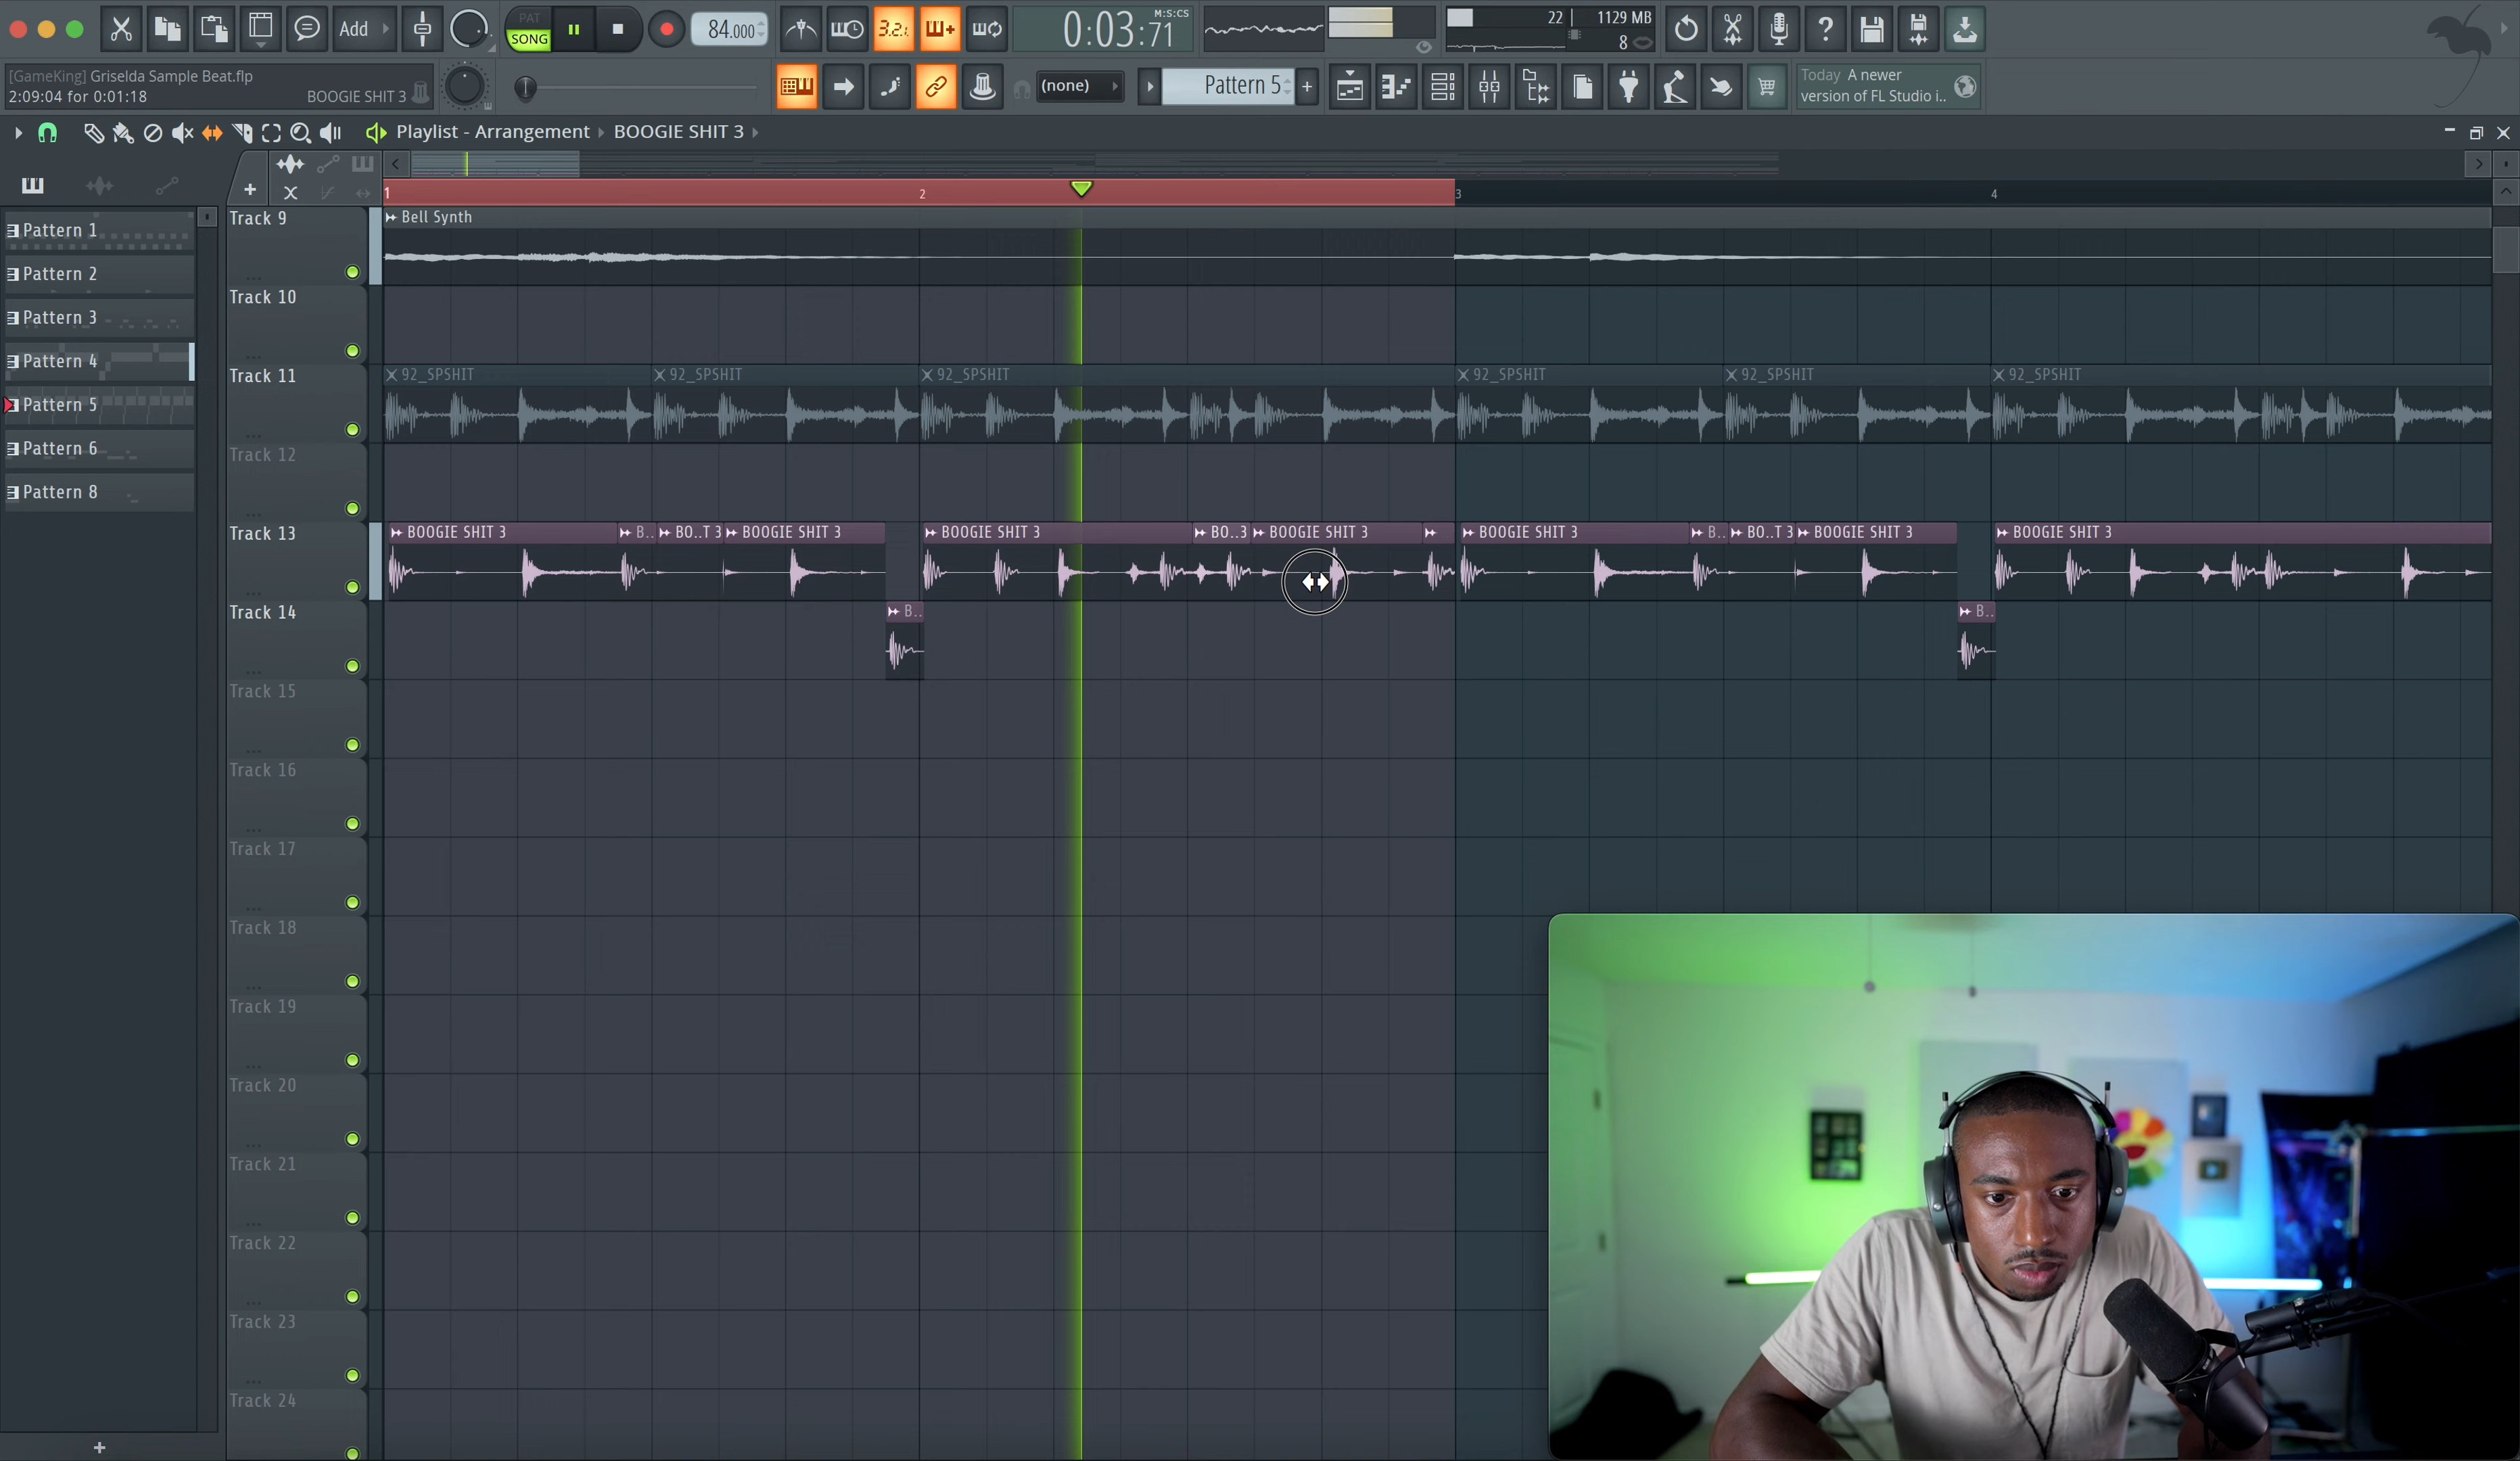 Add
PAT
SONG
84.000
3.2.
0:03:71
M:S:CS
22
1129 MB
8
[GameKing] Griselda Sample Beat.flp
2:09:04 for 0:01:18
BOOGIE SHIT 3
(none)
Pattern 5
+
Today A newer
version of FL Studio i..
Playlist - Arrangement
BOOGIE SHIT 3
1
2
3
4
Pattern 1
Pattern 2
Pattern 3
Pattern 4
Pattern 5
Pattern 6
Pattern 8
Track 9
Bell Synth
Track 10
Track 11
92_SPSHIT
92_SPSHIT
92_SPSHIT
92_SPSHIT
92_SPSHIT
92_SPSHIT
Track 12
Track 13
BOOGIE SHIT 3
B..
BO..T 3
BOOGIE SHIT 3
BOOGIE SHIT 3
BO..3
BOOGIE SHIT 3
BOOGIE SHIT 3
B..
BO..T 3
BOOGIE SHIT 3
BOOGIE SHIT 3
Track 14
B..
B..
Track 15
Track 16
Track 17
Track 18
Track 19
Track 20
Track 21
Track 22
Track 23
Track 24